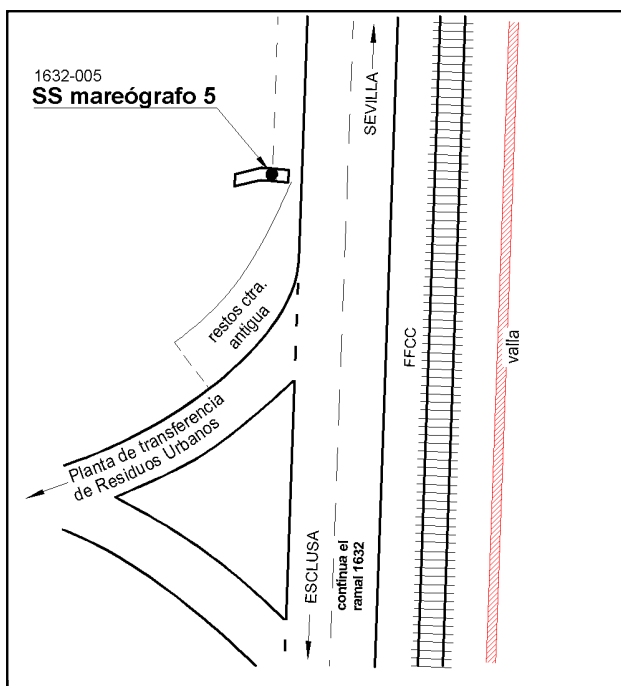 1632-005
SS mareógrafo 5
SEVILLA
restos ctra.
antigua
FFCC
valla
Planta de transferencia
de Residuos Urbanos
ESCLUSA
continua el
ramal 1632